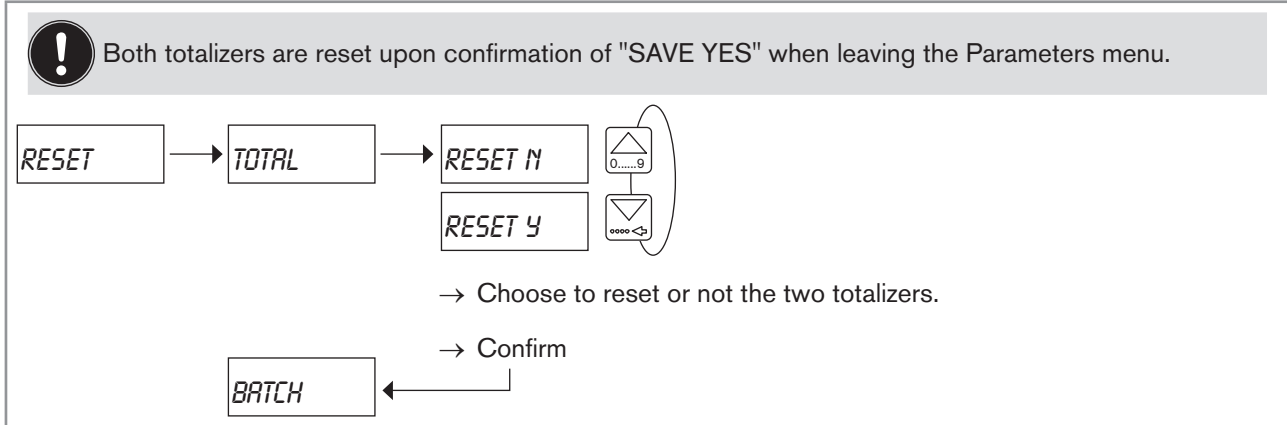 ! Both totalizers are reset upon confirmation of "SAVE YES" when leaving the Parameters menu.
RESET
TOTAL
RESET N
0......9
RESET Y
→ Choose to reset or not the two totalizers.
→ Confirm
BATCH